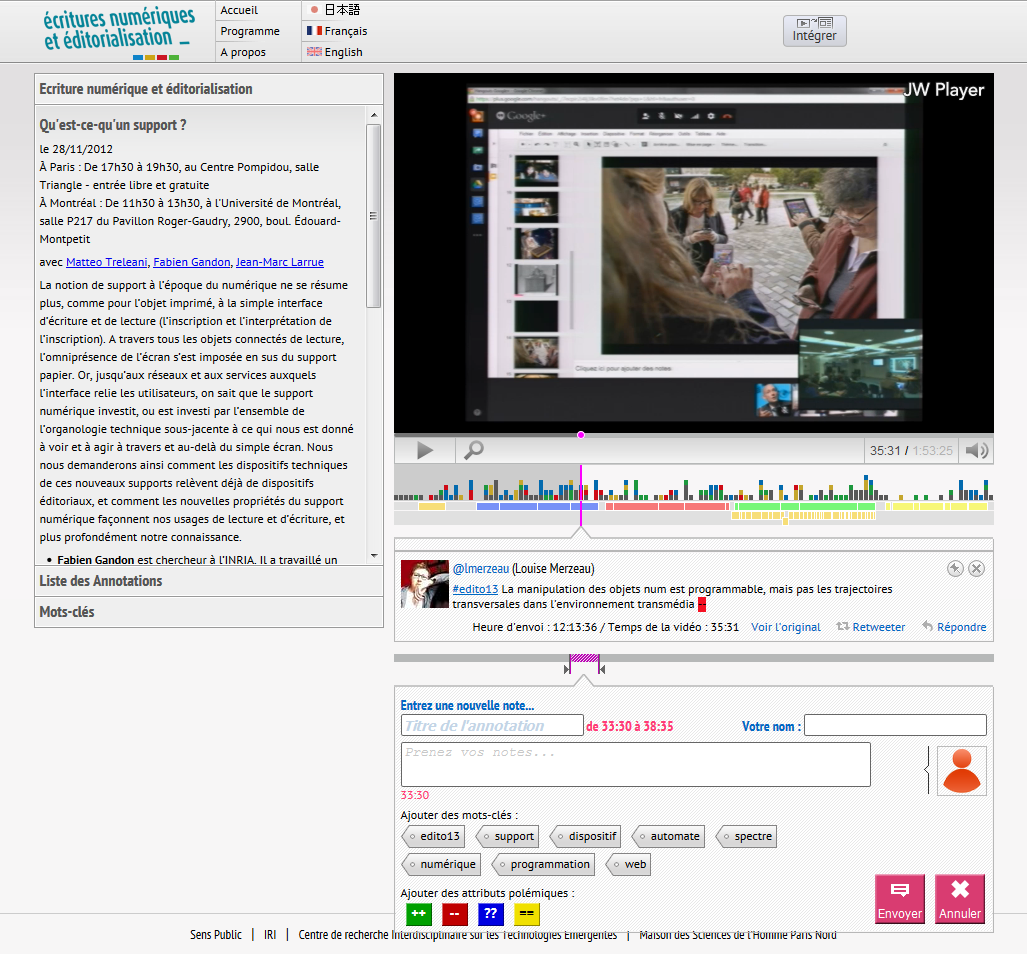 écritures numériques
et éditorialisation
Accueil
Programme
A propos
日本語
Français
English
Intégrer
Ecriture numérique et éditorialisation
Qu'est-ce-qu'un support ?
le 28/11/2012
À Paris : De 17h30 à 19h30, au Centre Pompidou, salle
Triangle - entrée libre et gratuite
À Montréal : De 11h30 à 13h30, à l'Université de Montréal,
salle P217 du Pavillon Roger-Gaudry, 2900, boul. Édouard-
Montpetit
avec Matteo Treleani, Fabien Gandon, Jean-Marc Larrue
La notion de support à l'époque du numérique ne se résume
plus, comme pour l'objet imprimé, à la simple interface
d'écriture et de lecture (l'inscription et l'interprétation de
l'inscription). A travers tous les objets connectés de lecture,
l'omniprésence de l'écran s'est imposée en sus du support
papier. Or, jusqu'aux réseaux et aux services auxquels
l'interface relie les utilisateurs, on sait que le support
numérique investit, ou est investi par l'ensemble de
l'organologie technique sous-jacente à ce qui nous est donné
à voir et à agir à travers et au-delà du simple écran. Nous
nous demanderons ainsi comment les dispositifs techniques
de ces nouveaux supports relèvent déjà de dispositifs
éditoriaux, et comment les nouvelles propriétés du support
numérique façonnent nos usages de lecture et d'écriture, et
plus profondément notre connaissance.
• Fabien Gandon est chercheur à l'INRIA. Il a travaillé un
Liste des Annotations
Mots-clés
JW Player
Google+
Cliquez ici pour ajouter des notes
35:31 / 1:53:25
@lmerzeau (Louise Merzeau)
#edito13 La manipulation des objets num est programmable, mais pas les trajectoires
transversales dans l'environnement transmédia --
Heure d'envoi : 12:13:36 / Temps de la vidéo : 35:31 Voir l'original Retweeter Répondre
Entrez une nouvelle note...
Titre de l'annotation de 33:30 à 38:35 Votre nom :
Prenez vos notes...
33:30
Ajouter des mots-clés :
edito13 support dispositif automate spectre
numérique programmation web
Ajouter des attributs polémiques :
++ -- ?? ==
Envoyer Annuler
Sens Public | IRI | Centre de recherche Interdisciplinaire sur les Technologies Emergentes | Maison des Sciences de l'Homme Paris Nord